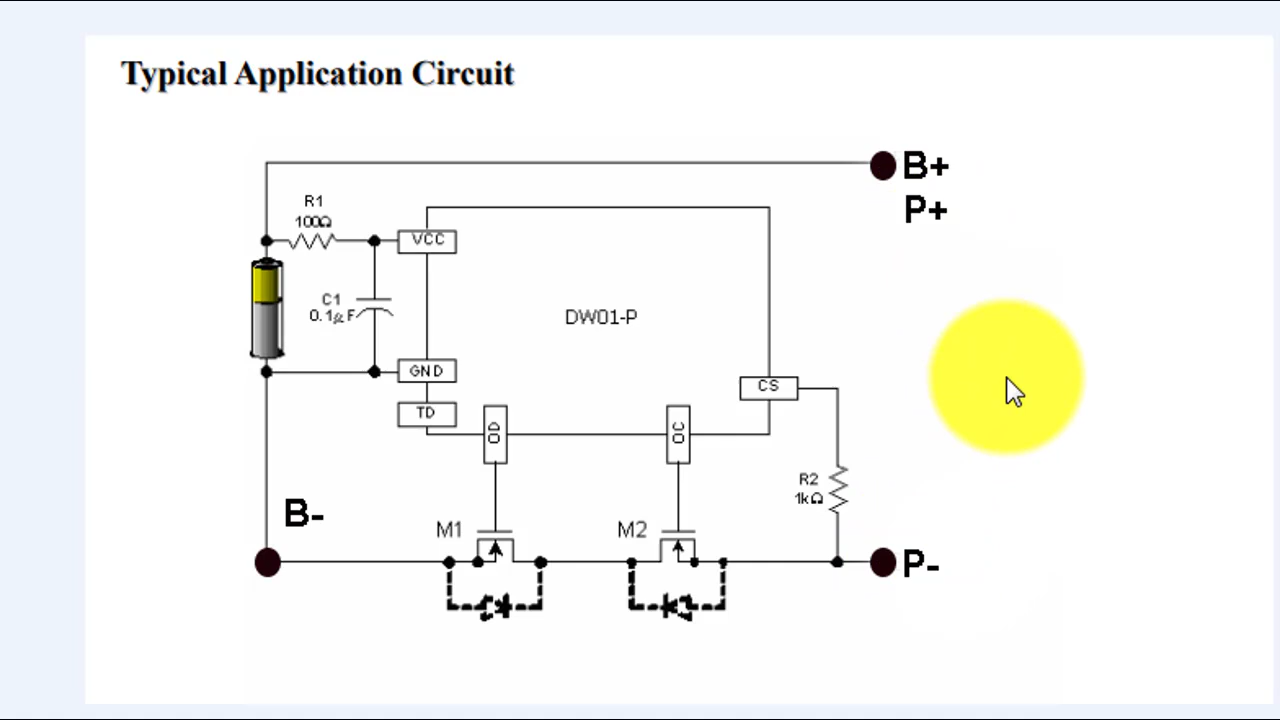 Typical Application Circuit
B+
P+
R1
100Ω
VCC
C1
0.1μF
DW01-P
GND
TD
CS
OD
OC
R2
1kΩ
B-
M1
M2
P-